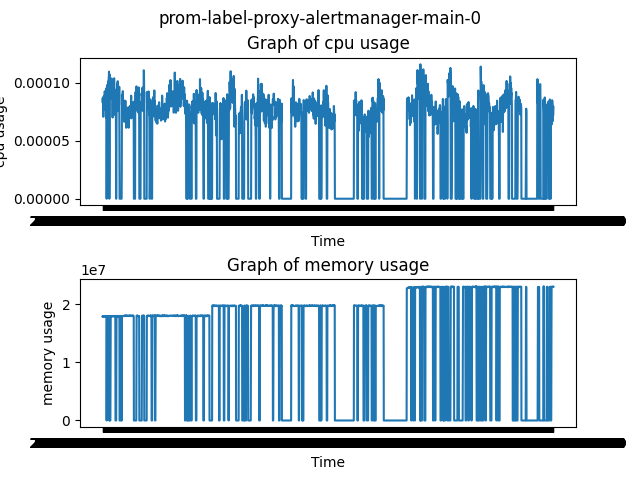 prom-label-proxy-alertmanager-main-0
Graph of cpu usage
cpu usage
0.00010
0.00005
0.00000
Time
Graph of memory usage
1e7
memory usage
2
1
0
Time